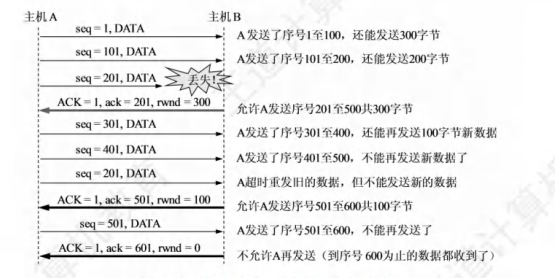 主机A 主机B
seq = 1, DATA A发送了序号1至100，还能发送300字节
seq = 101, DATA A发送了序号101至200，还能发送200字节
seq = 201, DATA 丢失!
ACK = 1, ack = 201, rwnd = 300 允许A发送序号201至500共300字节
seq = 301, DATA A发送了序号301至400，还能再发送100字节新数据
seq = 401, DATA A发送了序号401至500，不能再发送新数据了
seq = 201, DATA A超时重发旧的数据，但不能发送新的数据
ACK = 1, ack = 501, rwnd = 100 允许A发送序号501至600共100字节
seq = 501, DATA A发送了序号501至600，不能再发送了
ACK = 1, ack = 601, rwnd = 0 不允许A再发送（到序号600为止的数据都收到了）